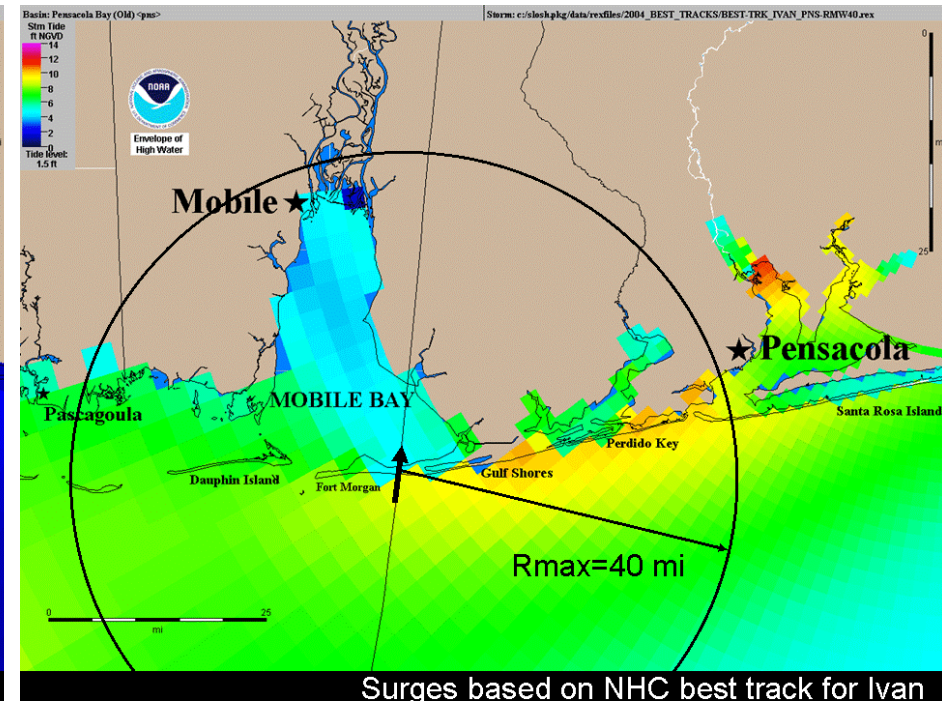 Basin: Pensacola Bay (Old) <pns>
Storm: c:/slosh.pkg/data/rexfiles/2004_BEST_TRACKS/BEST-TRK_IVAN_PNS-RMW40.rex
Strm Tide
ft NGVD
14
12
10
8
6
4
2
0
Tide level:
1.5 ft
NOAA
Envelope of
High Water
0
25
Mobile
Pensacola
Pascagoula
MOBILE BAY
Santa Rosa Island
Perdido Key
Gulf Shores
Dauphin Island
Fort Morgan
Rmax=40 mi
0
25
mi
Surges based on NHC best track for Ivan